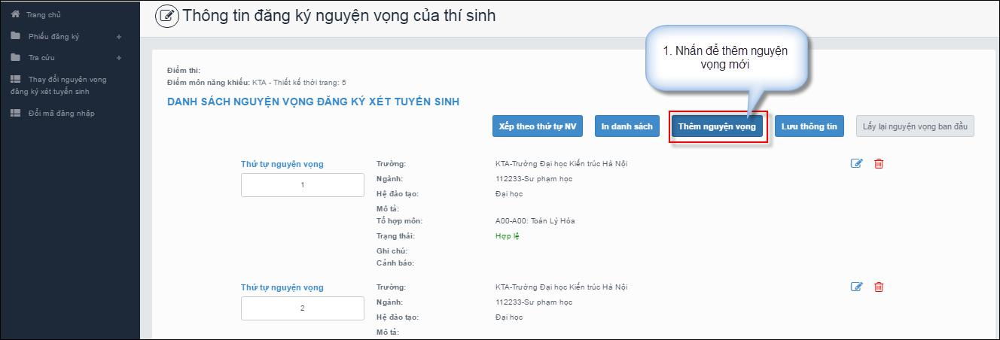 Trang chủ
Phiếu đăng ký +
Tra cứu +
Thay đổi nguyện vọng
đăng ký xét tuyển sinh
Đổi mã đăng nhập
Thông tin đăng ký nguyện vọng của thí sinh
1. Nhấn để thêm nguyện
vọng mới
Điểm thi:
Điểm môn năng khiếu: KTA - Thiết kế thời trang: 5
DANH SÁCH NGUYỆN VỌNG ĐĂNG KÝ XÉT TUYỂN SINH
Xếp theo thứ tự NV In danh sách Thêm nguyện vọng Lưu thông tin Lấy lại nguyện vọng ban đầu
Thứ tự nguyện vọng
1
Trường: KTA-Trường Đại học Kiến trúc Hà Nội
Ngành: 112233-Sư phạm học
Hệ đào tạo: Đại học
Mô tả:
Tổ hợp môn: A00-A00: Toán Lý Hóa
Trạng thái: Hợp lệ
Ghi chú:
Cảnh báo:
Thứ tự nguyện vọng
2
Trường: KTA-Trường Đại học Kiến trúc Hà Nội
Ngành: 112233-Sư phạm học
Hệ đào tạo: Đại học
Mô tả: